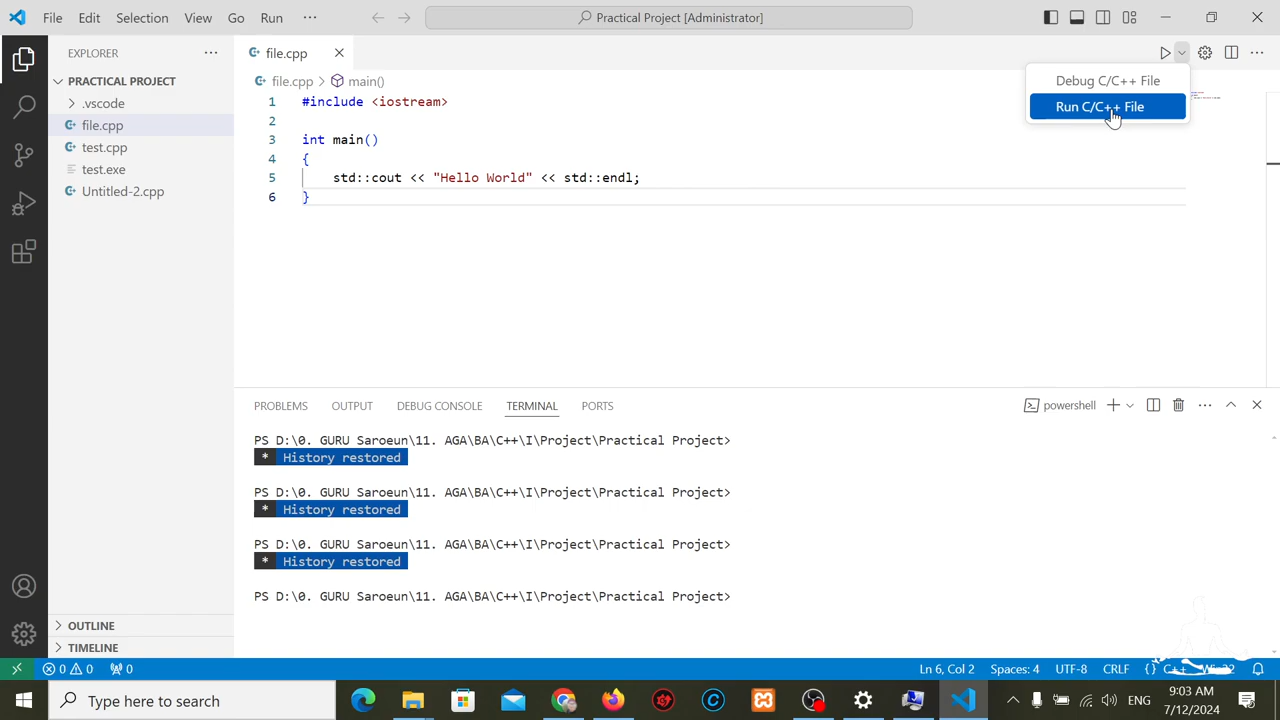 File Edit Selection View Go Run ··· Practical Project [Administrator]
EXPLORER ···
PRACTICAL PROJECT
.vscode
file.cpp
test.cpp
test.exe
Untitled-2.cpp
OUTLINE
TIMELINE
file.cpp
file.cpp > main()
Debug C/C++ File
Run C/C++ File
1 #include <iostream>
2
3 int main()
4 {
5 std::cout << "Hello World" << std::endl;
6 }
PROBLEMS OUTPUT DEBUG CONSOLE TERMINAL PORTS powershell
PS D:\0. GURU Saroeun\11. AGA\BA\C++\I\Project\Practical Project>
* History restored
PS D:\0. GURU Saroeun\11. AGA\BA\C++\I\Project\Practical Project>
* History restored
PS D:\0. GURU Saroeun\11. AGA\BA\C++\I\Project\Practical Project>
* History restored
PS D:\0. GURU Saroeun\11. AGA\BA\C++\I\Project\Practical Project>
0 0 0 Ln 6, Col 2 Spaces: 4 UTF-8 CRLF {} C++
Type here to search ENG 9:03 AM
7/12/2024